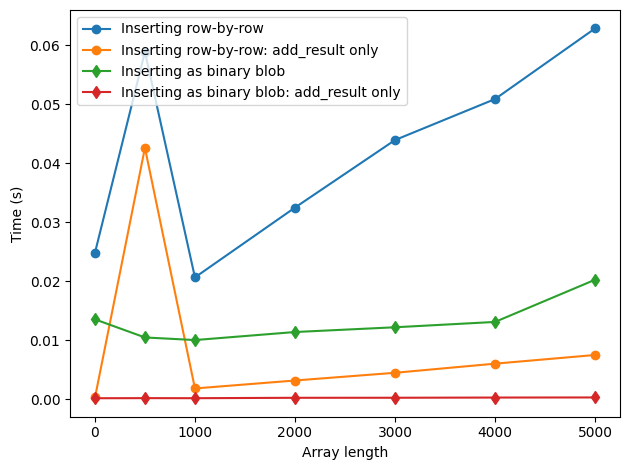 Inserting row-by-row
Inserting row-by-row: add_result only
Inserting as binary blob
Inserting as binary blob: add_result only
0.06
0.05
0.04
0.03
0.02
0.01
0.00
Time (s)
0 1000 2000 3000 4000 5000
Array length